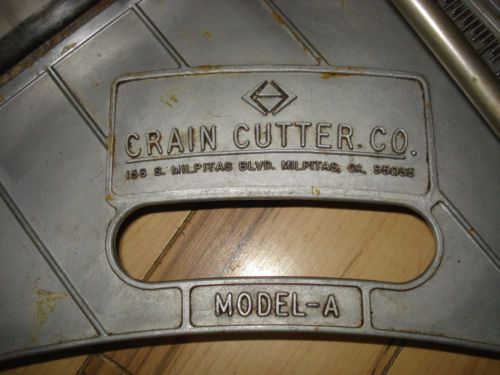 CRAIN CUTTER CO.
156 S. MILPITAS BLVD. MILPITAS, CA. 95035
MODEL-A